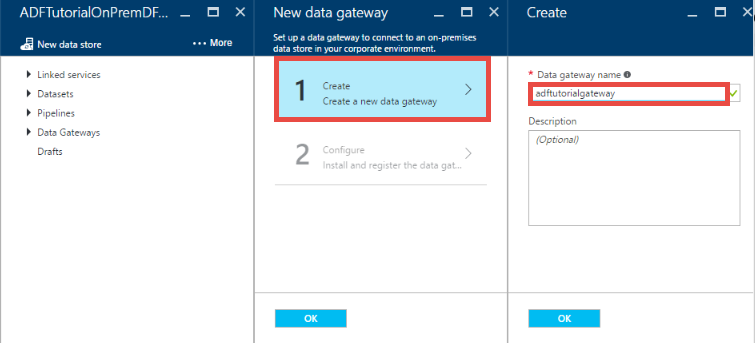 ADFTutorialOnPremDF...
New data store
••• More
Linked services
Datasets
Pipelines
Data Gateways
Drafts
New data gateway
Set up a data gateway to connect to an on-premises
data store in your corporate environment.
1
Create
Create a new data gateway
2
Configure
Install and register the data gat...
OK
Create
* Data gateway name
adftutorialgateway
Description
(Optional)
OK